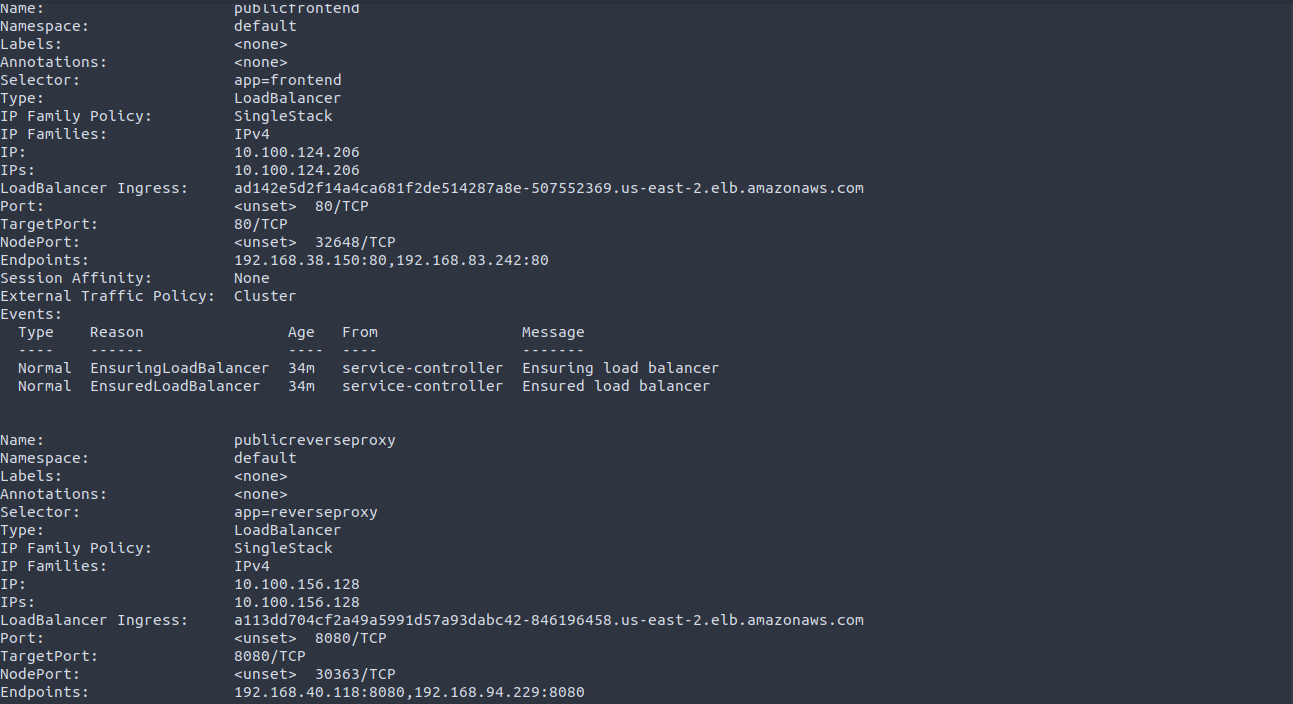 Name:                     publicfrontend
Namespace:                default
Labels:                   <none>
Annotations:              <none>
Selector:                 app=frontend
Type:                     LoadBalancer
IP Family Policy:         SingleStack
IP Families:              IPv4
IP:                       10.100.124.206
IPs:                      10.100.124.206
LoadBalancer Ingress:     ad142e5d2f14a4ca681f2de514287a8e-507552369.us-east-2.elb.amazonaws.com
Port:                     <unset>  80/TCP
TargetPort:               80/TCP
NodePort:                 <unset>  32648/TCP
Endpoints:                192.168.38.150:80,192.168.83.242:80
Session Affinity:         None
External Traffic Policy:  Cluster
Events:
  Type    Reason                Age   From                Message
  ----    ------                ----  ----                -------
  Normal  EnsuringLoadBalancer  34m   service-controller  Ensuring load balancer
  Normal  EnsuredLoadBalancer   34m   service-controller  Ensured load balancer
Name:                     publicreverseproxy
Namespace:                default
Labels:                   <none>
Annotations:              <none>
Selector:                 app=reverseproxy
Type:                     LoadBalancer
IP Family Policy:         SingleStack
IP Families:              IPv4
IP:                       10.100.156.128
IPs:                      10.100.156.128
LoadBalancer Ingress:     a113dd704cf2a49a5991d57a93dabc42-846196458.us-east-2.elb.amazonaws.com
Port:                     <unset>  8080/TCP
TargetPort:               8080/TCP
NodePort:                 <unset>  30363/TCP
Endpoints:                192.168.40.118:8080,192.168.94.229:8080